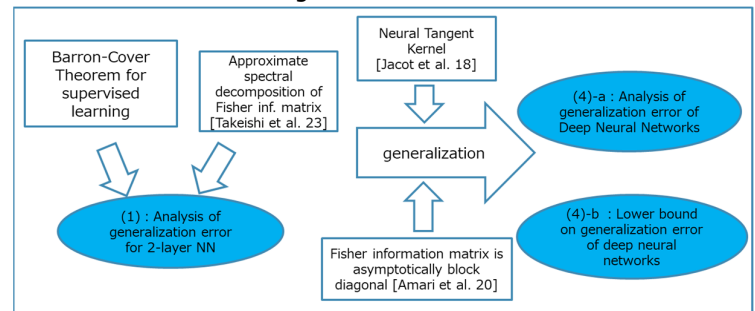 Barron-Cover
Theorem for
supervised
learning
Approximate
spectral
decomposition of
Fisher inf. matrix
[Takeishi et al. 23]
Neural Tangent
Kernel
[Jacot et al. 18]
generalization
(4)-a : Analysis of
generalization error of
Deep Neural Networks
(1) : Analysis of
generalization error
for 2-layer NN
Fisher information matrix is
asymptotically block
diagonal [Amari et al. 20]
(4)-b : Lower bound
on generalization error
of deep neural
networks